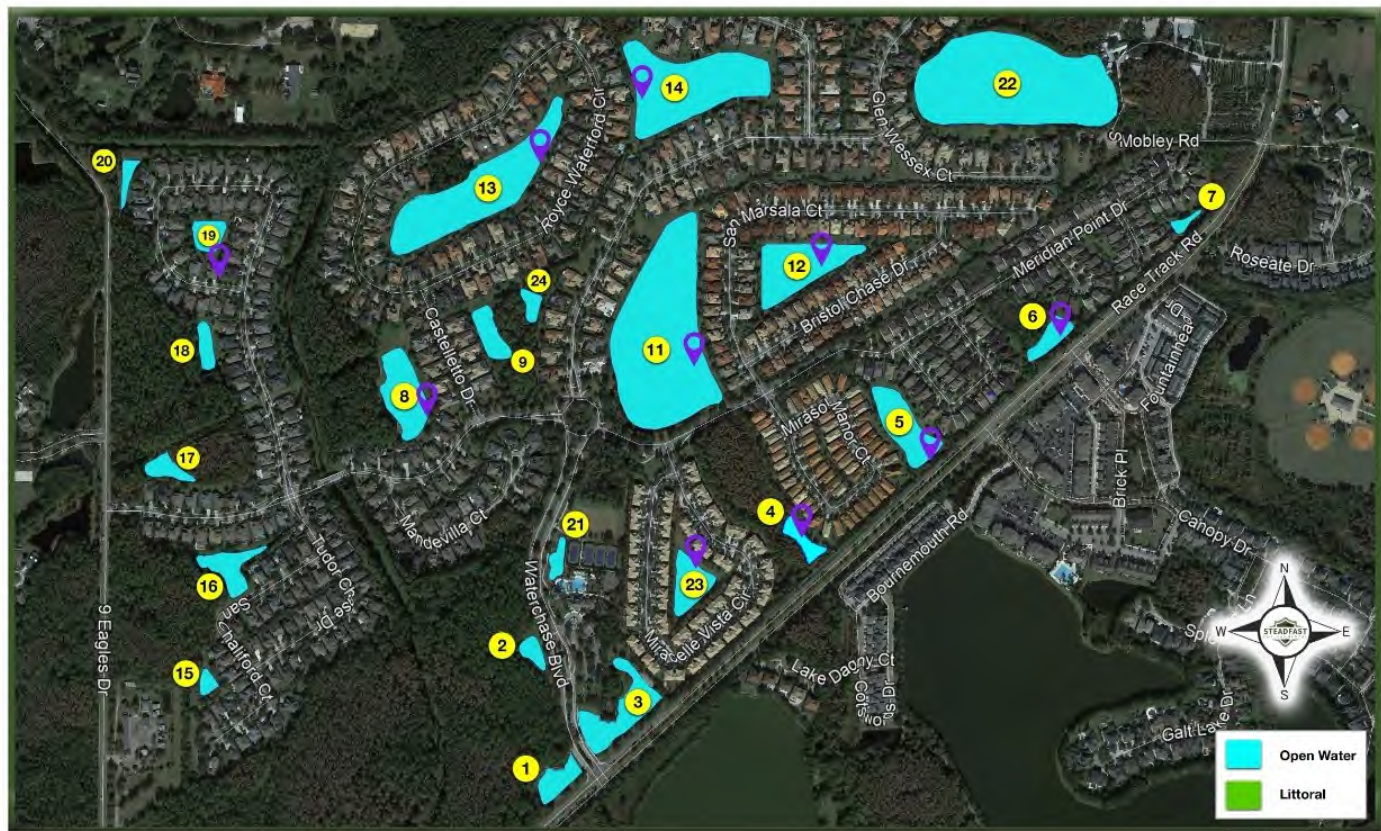 14
22
Glen Wessex Ct
S Mobley Rd
20
13
Royce Waterford Cir
7
19
San Marsala Ct
Meridian Point Dr
Race Track Rd
Roseate Dr
12
24
Bristol Chase Dr
6
18
Castelletto Dr
9
11
Fountainhead Dr
8
Miraso
Manor Ct
5
17
Brick Pl
Mandevilla Ct
4
Canopy Dr
21
Bournemouth Rd
16
Tudor Chase Dr
23
N
W
STEADFAST
E
S
9 Eagles Dr
San
Chaliford Ct
Waterchase Blvd
Miracelle Vista Cir
2
Lake Dagny Ct
15
3
Galt Lake Dr
1
Open Water
Littoral